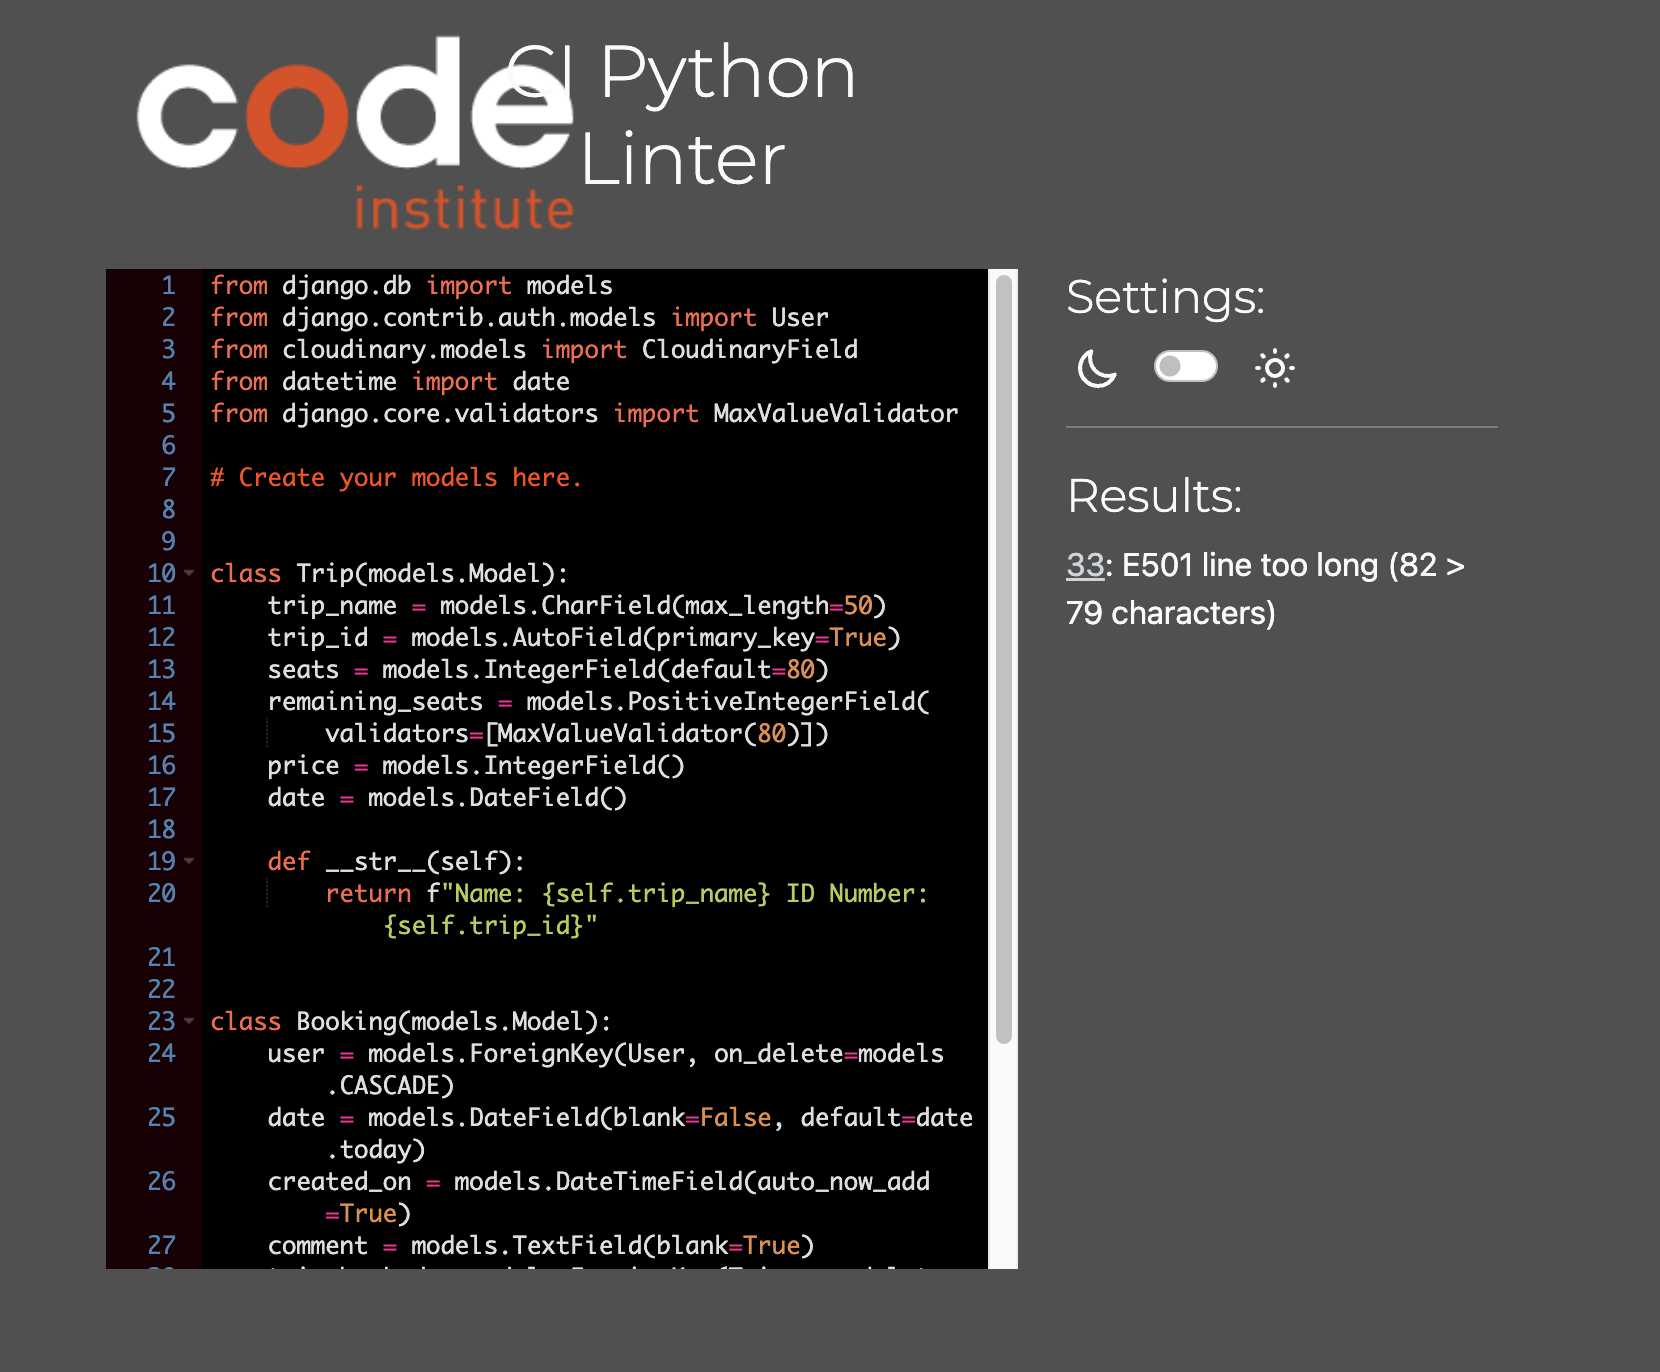 code
institute
CI Python
Linter
1 from django.db import models
2 from django.contrib.auth.models import User
3 from cloudinary.models import CloudinaryField
4 from datetime import date
5 from django.core.validators import MaxValueValidator
6
7 # Create your models here.
8
9
10 class Trip(models.Model):
11     trip_name = models.CharField(max_length=50)
12     trip_id = models.AutoField(primary_key=True)
13     seats = models.IntegerField(default=80)
14     remaining_seats = models.PositiveIntegerField(
15         validators=[MaxValueValidator(80)])
16     price = models.IntegerField()
17     date = models.DateField()
18
19     def __str__(self):
20         return f"Name: {self.trip_name} ID Number:
{self.trip_id}"
21
22
23 class Booking(models.Model):
24     user = models.ForeignKey(User, on_delete=models
.CASCADE)
25     date = models.DateField(blank=False, default=date
.today)
26     created_on = models.DateTimeField(auto_now_add
=True)
27     comment = models.TextField(blank=True)
Settings:
Results:
33: E501 line too long (82 >
79 characters)